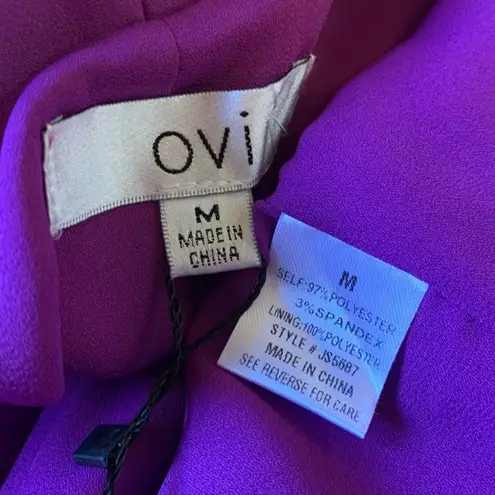 ovi
M
MADE IN
CHINA
M
SELF:97%POLYESTER
3%SPANDEX
LINING:100%POLYESTER
STYLE # JS5687
MADE IN CHINA
SEE REVERSE FOR CARE